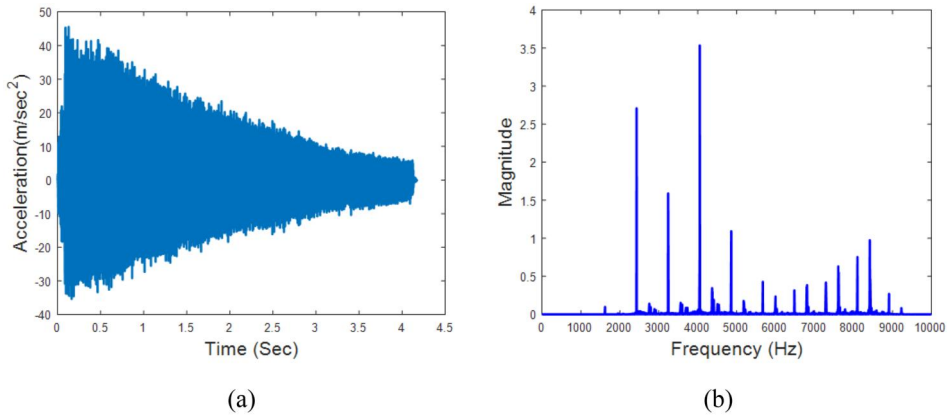 50
40
30
20
10
0
-10
-20
-30
-40
0 0.5 1 1.5 2 2.5 3 3.5 4 4.5
Acceleration(m/sec²)
Time (Sec)
(a)
4
3.5
3
2.5
2
1.5
1
0.5
0
0 1000 2000 3000 4000 5000 6000 7000 8000 9000 10000
Magnitude
Frequency (Hz)
(b)